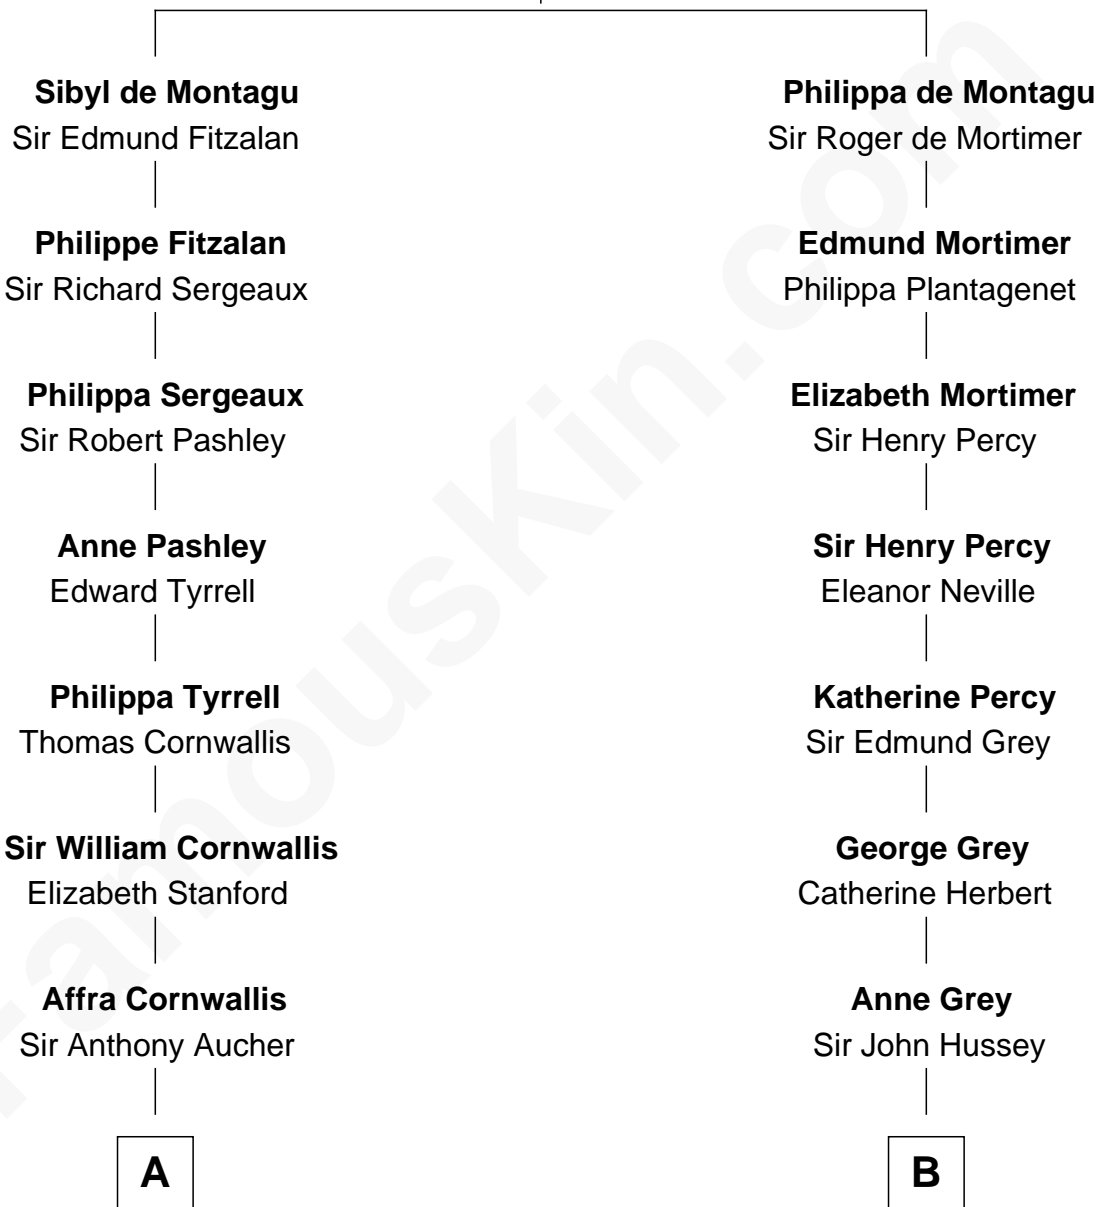 Sibyl de Montagu
Sir Edmund Fitzalan
Philippe Fitzalan
Sir Richard Sergeaux
Philippa Sergeaux
Sir Robert Pashley
Anne Pashley
Edward Tyrrell
Philippa Tyrrell
Thomas Cornwallis
Sir William Cornwallis
Elizabeth Stanford
Affra Cornwallis
Sir Anthony Aucher
A
Philippa de Montagu
Sir Roger de Mortimer
Edmund Mortimer
Philippa Plantagenet
Elizabeth Mortimer
Sir Henry Percy
Sir Henry Percy
Eleanor Neville
Katherine Percy
Sir Edmund Grey
George Grey
Catherine Herbert
Anne Grey
Sir John Hussey
B
FamousKin.com